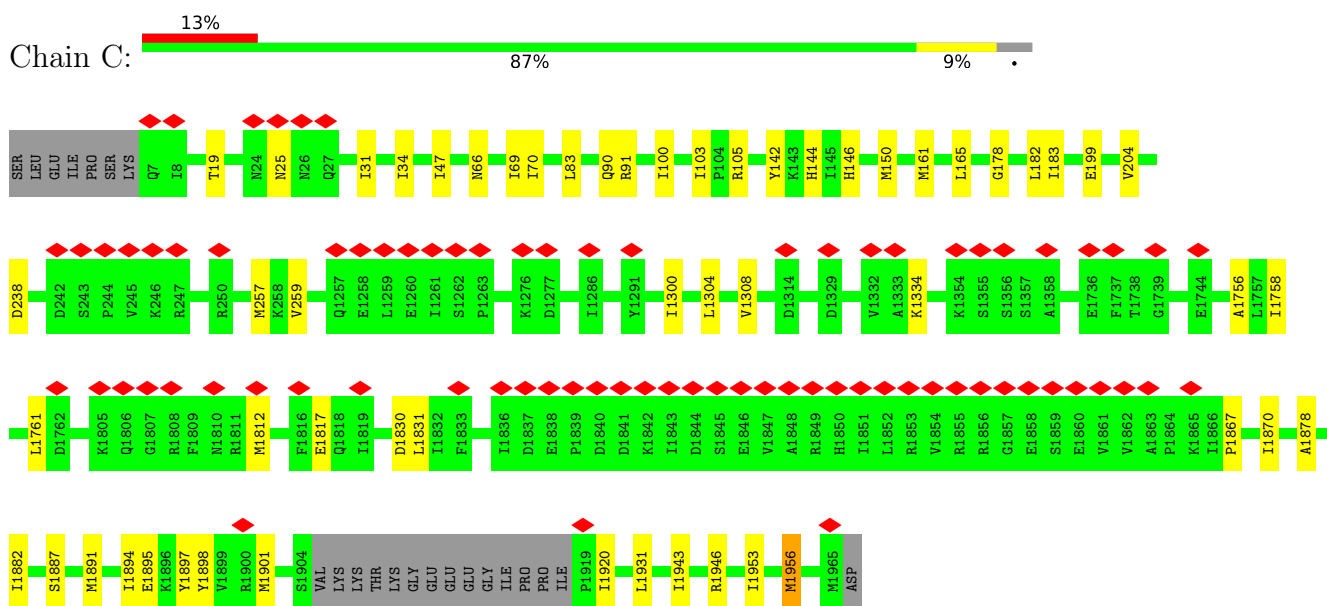 13%
Chain C:
87% 9% •
SER LEU GLU ILE PRO SER LYS Q7 I8 T19 N24 N25 N26 Q27 I31 I34 I47 N66 I69 I70 L83 Q90 R91 I100 I103 P104 R105 Y142 K143 H144 I145 H146 M150 M161 L165 G178 L182 I183 E199 V204
D238 D242 S243 P244 V245 K246 R247 R250 M257 K258 V259 Q1257 E1258 L1259 E1260 I1261 S1262 P1263 K1276 D1277 I1286 Y1291 I1300 L1304 V1308 D1314 D1329 V1332 A1333 K1334 K1354 S1355 S1356 S1357 A1358 E1736 F1737 T1738 G1739 E1744 A1756 L1757 I1758
L1761 D1762 K1805 Q1806 G1807 R1808 F1809 N1810 R1811 M1812 F1816 E1817 Q1818 I1819 D1830 L1831 I1832 F1833 I1836 D1837 E1838 P1839 D1840 D1841 K1842 I1843 D1844 S1845 E1846 V1847 A1848 R1849 H1850 I1851 L1852 R1853 V1854 R1855 R1856 G1857 E1858 S1859 E1860 V1861 V1862 A1863 P1864 K1865 I1866 P1867 I1870 A1878
I1882 S1887 M1891 I1894 E1895 K1896 Y1897 Y1898 V1899 R1900 M1901 S1904 VAL LYS LYS THR LYS GLY GLU GLU GLU GLY ILE PRO PRO ILE P1919 I1920 L1931 I1943 R1946 I1953 M1956 M1965 ASP